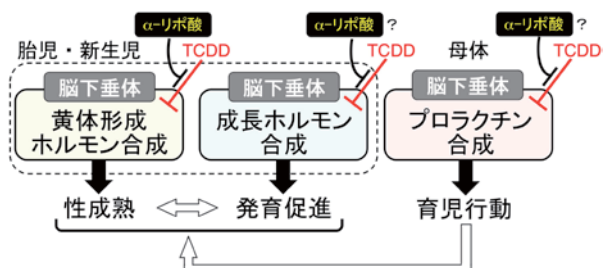 α-リポ酸
α-リポ酸 ?
α-リポ酸 ?
胎児・新生児
TCDD
TCDD
母体
TCDD
脳下垂体
脳下垂体
脳下垂体
黄体形成
ホルモン合成
成長ホルモン
合成
プロラクチン
合成
性成熟
発育促進
育児行動